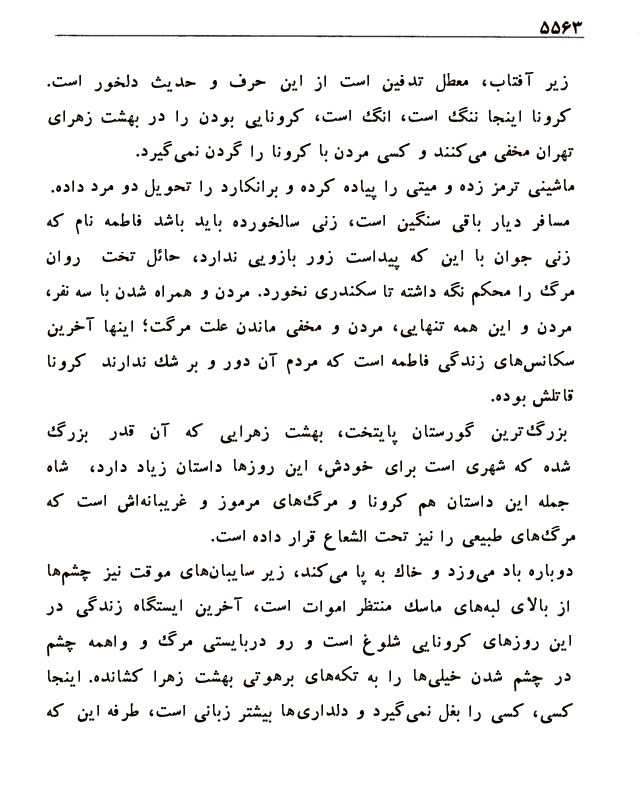 ۵۵۶۳
زیر آفتاب، معطل تدفین است از این حرف و حدیث دلخور است.
کرونا اینجا ننگ است، انگ است، کرونایی بودن را در بهشت زهرای
تهران مخفی می‌کنند و کسی مردن با کرونا را گردن نمی‌گیرد.
ماشینی ترمز زده و میتی را پیاده کرده و برانکارد را تحویل دو مرد داده.
مسافر دیار باقی سنگین است، زنی سالخورده باید باشد فاطمه نام که
زنی جوان با این که پیداست زور بازویی ندارد، حائل تخت روان
مرگ را محکم نگه داشته تا سکندری نخورد. مردن و همراه شدن با سه نفر،
مردن و این همه تنهایی، مردن و مخفی ماندن علت مرگت؛ اینها آخرین
سکانس‌های زندگی فاطمه است که مردم آن دور و بر شك ندارند کرونا
قاتلش بوده.
بزرگ‌ترین گورستان پایتخت، بهشت زهرایی که آن قدر بزرگ
شده که شهری است برای خودش، این روزها داستان زیاد دارد، شاه
جمله این داستان هم کرونا و مرگ‌های مرموز و غریبانه‌اش است که
مرگ‌های طبیعی را نیز تحت الشعاع قرار داده است.
دوباره باد می‌وزد و خاك به پا می‌کند، زیر سایبان‌های موقت نیز چشم‌ها
از بالای لبه‌های ماسك منتظر اموات است، آخرین ایستگاه زندگی در
این روزهای کرونایی شلوغ است و رو دربایستی مرگ و واهمه چشم
در چشم شدن خیلی‌ها را به تکه‌های برهوتی بهشت زهرا کشانده. اینجا
کسی، کسی را بغل نمی‌گیرد و دلداری‌ها بیشتر زبانی است، طرفه این که